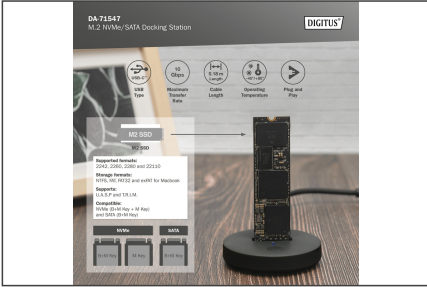 DA-71547
M.2 NVMe/SATA Docking Station
DIGITUS®
USB-C™
USB
Type
10
Gbps
Maximum
Transfer
Rate
0.15 m
Length
Cable
Length
-40°/+85°
Operating
Temperature
Plug and
Play
M2 SSD
M2 SSD
Supported formats:
2242, 2260, 2280 and 22110
Storage formats:
NTFS, FAT, FAT32 and exFAT for Macbook
Supports:
U.A.S.P and T.R.I.M.
Compatible:
NVMe (B+M Key + M Key)
and SATA (B+M Key)
NVMe
SATA
B+M Key
M Key
B+M Key